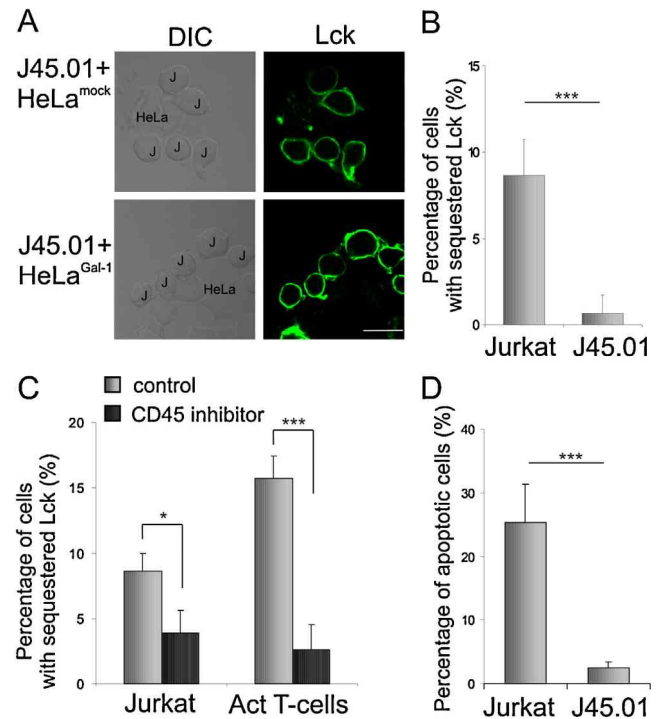 A
DIC
Lck
J45.01+
HeLa^mock
J
J
HeLa
J
J
J
J45.01+
HeLa^Gal-1
J
J
J
J
J
HeLa
B
Percentage of cells
with sequestered Lck (%)
15
10
5
0
***
Jurkat
J45.01
C
control
CD45 inhibitor
Percentage of cells
with sequestered Lck (%)
20
15
10
5
0
*
***
Jurkat
Act T-cells
D
Percentage of apoptotic cells (%)
40
30
20
10
0
***
Jurkat
J45.01